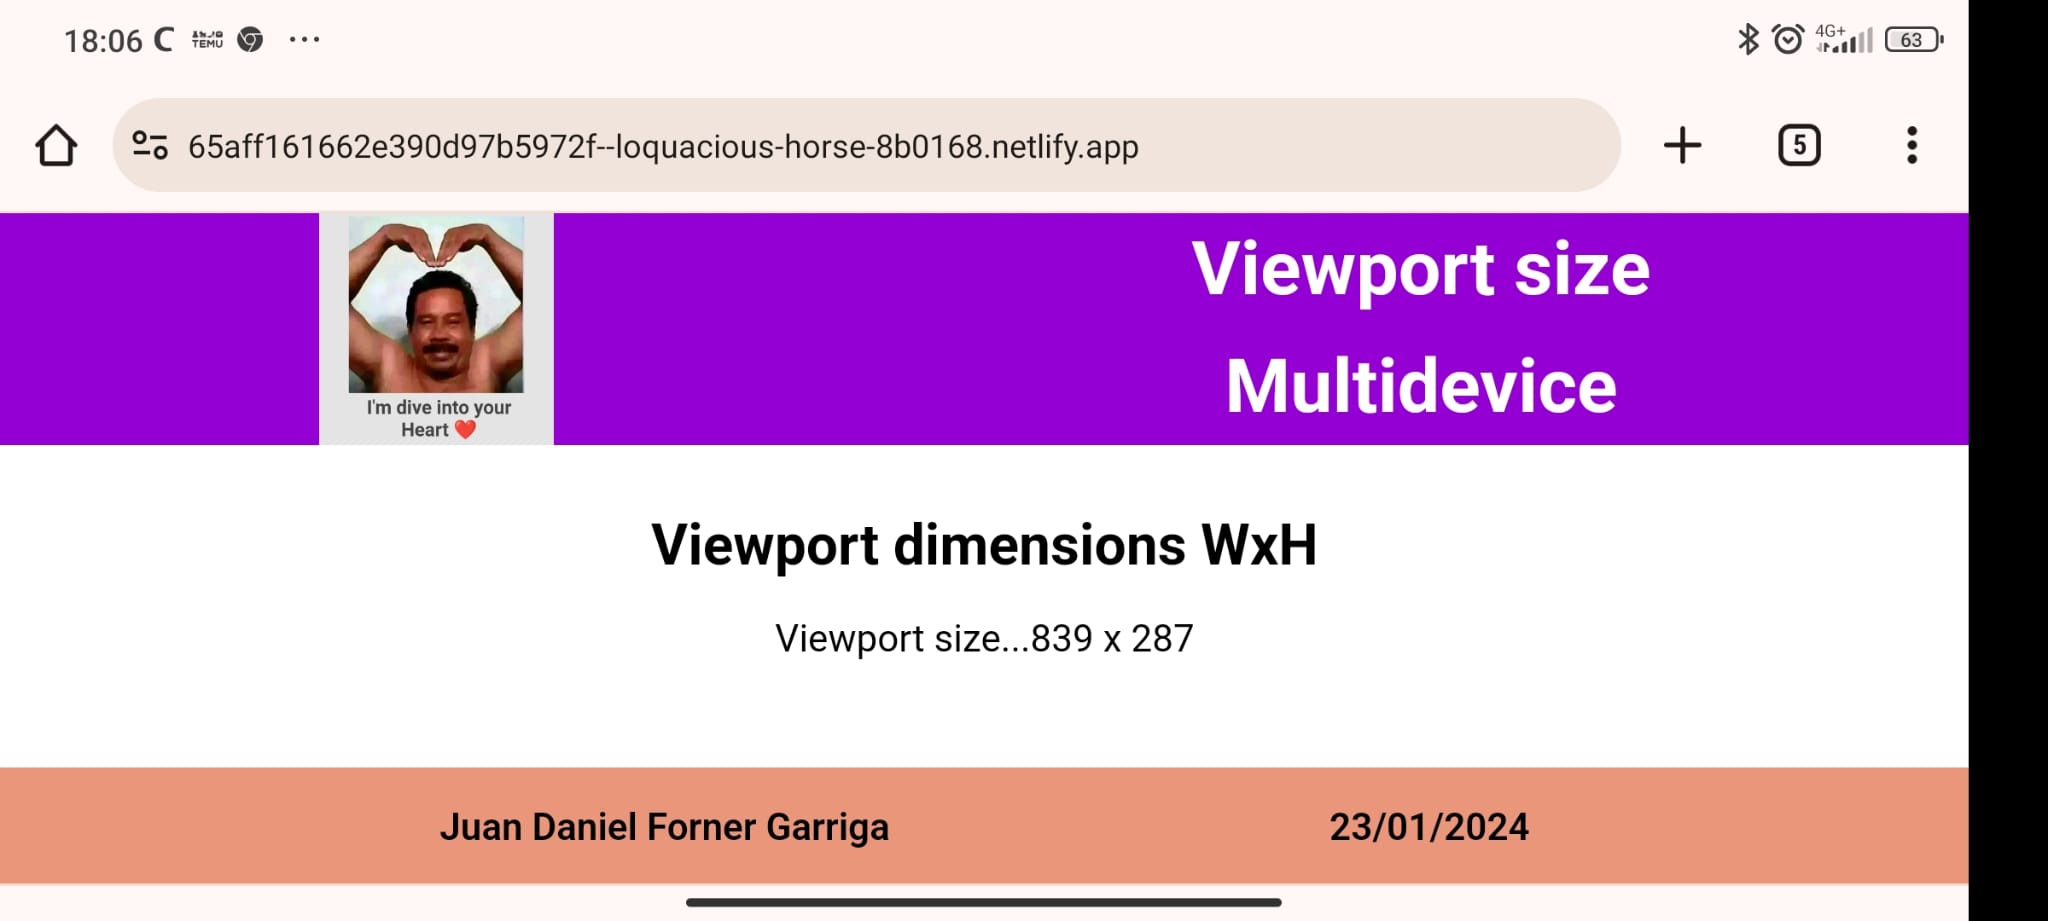 18:06 C TEMU
4G+ 63
65aff161662e390d97b5972f--loquacious-horse-8b0168.netlify.app
5
I'm dive into your
Heart ❤️
Viewport size
Multidevice
Viewport dimensions WxH
Viewport size...839 x 287
Juan Daniel Forner Garriga
23/01/2024